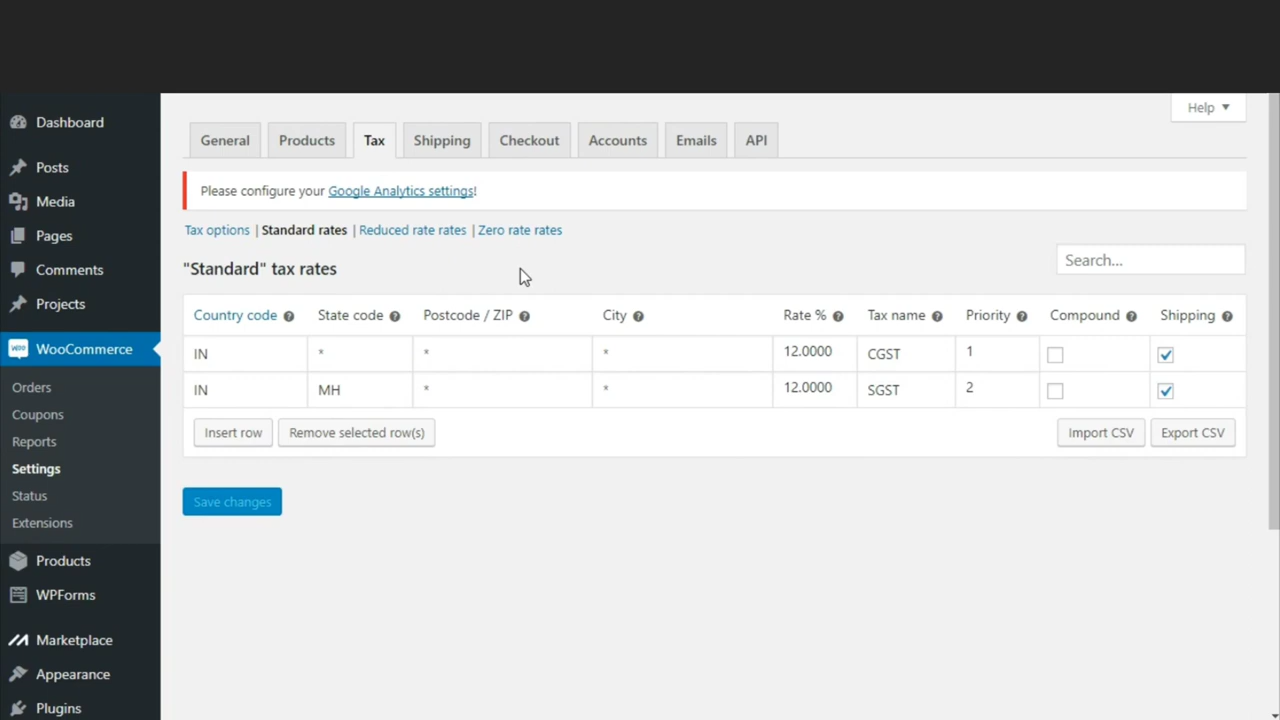 Help
Dashboard
Posts
Media
Pages
Comments
Projects
WooCommerce
Orders
Coupons
Reports
Settings
Status
Extensions
Products
WPForms
Marketplace
Appearance
Plugins
General Products Tax Shipping Checkout Accounts Emails API
Please configure your Google Analytics settings!
Tax options | Standard rates | Reduced rate rates | Zero rate rates
"Standard" tax rates
Search...
Country code State code Postcode / ZIP City Rate % Tax name Priority Compound Shipping
IN * * * 12.0000 CGST 1
IN MH * * 12.0000 SGST 2
Insert row Remove selected row(s) Import CSV Export CSV
Save changes